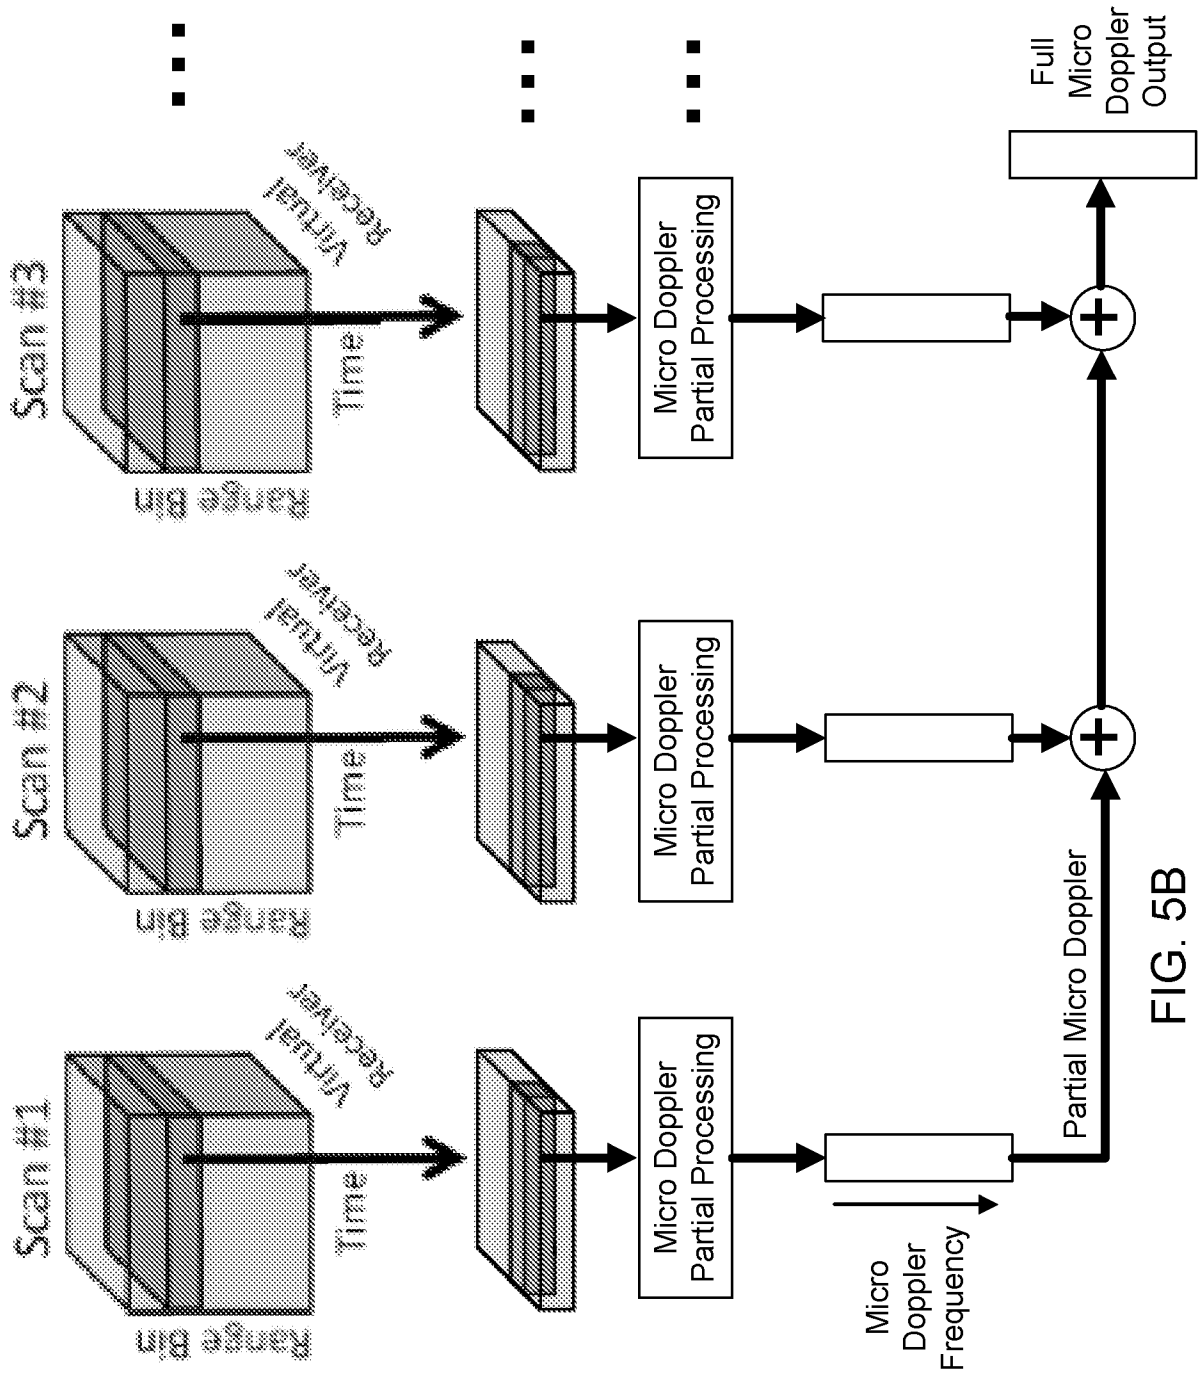 Scan #1
Range Bin
Time
Virtual
Receiver
Micro Doppler
Partial Processing
Micro
Doppler
Frequency
Partial Micro Doppler
Scan #2
Range Bin
Time
Virtual
Receiver
Micro Doppler
Partial Processing
Scan #3
Range Bin
Time
Virtual
Receiver
Micro Doppler
Partial Processing
Full
Micro
Doppler
Output
FIG. 5B